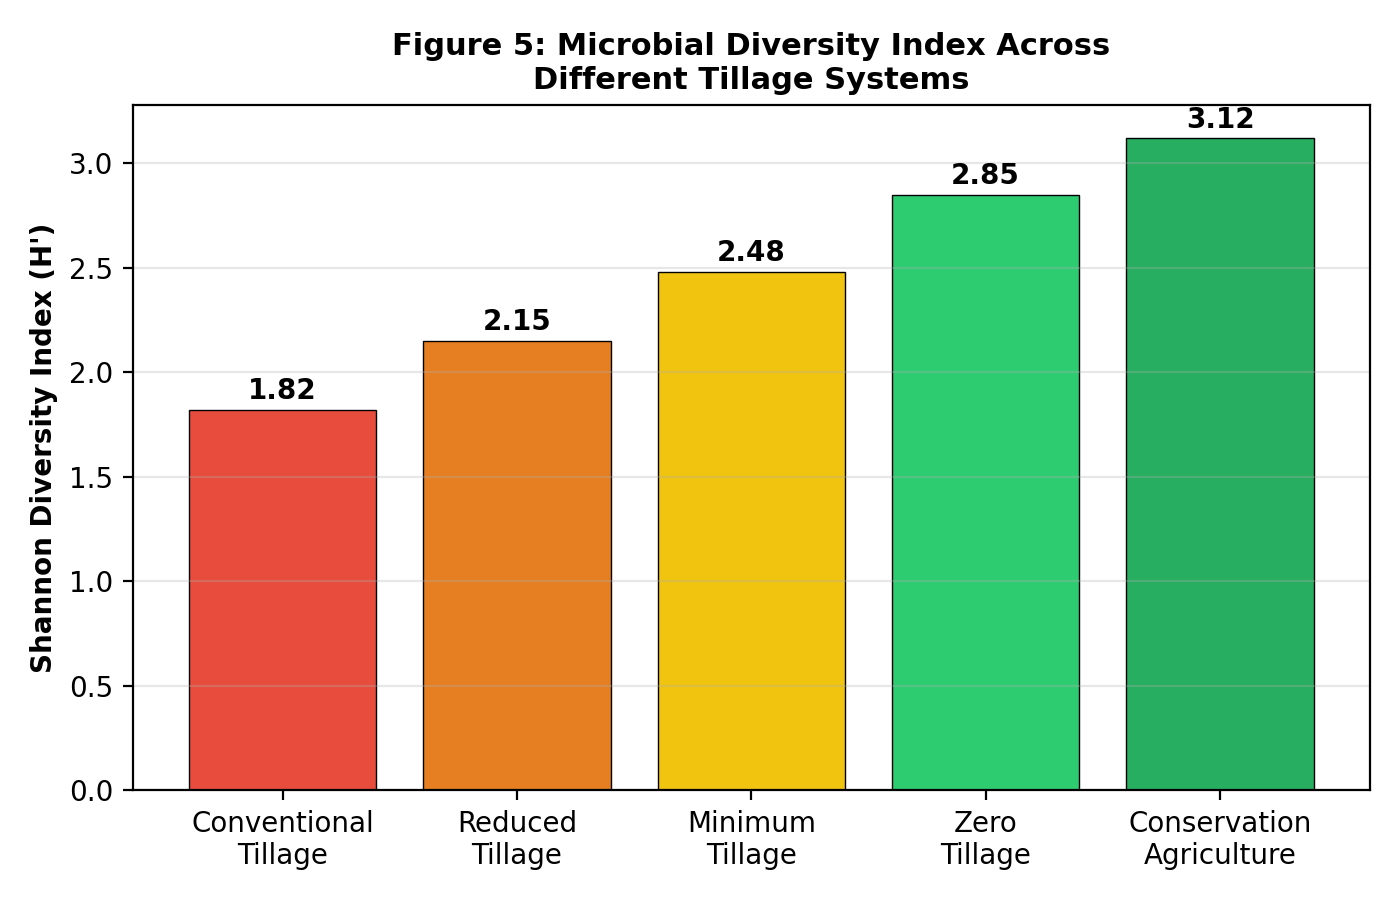 Figure 5: Microbial Diversity Index Across
Different Tillage Systems
Shannon Diversity Index (H')
3.0
2.5
2.0
1.5
1.0
0.5
0.0
1.82
2.15
2.48
2.85
3.12
Conventional
Tillage
Reduced
Tillage
Minimum
Tillage
Zero
Tillage
Conservation
Agriculture